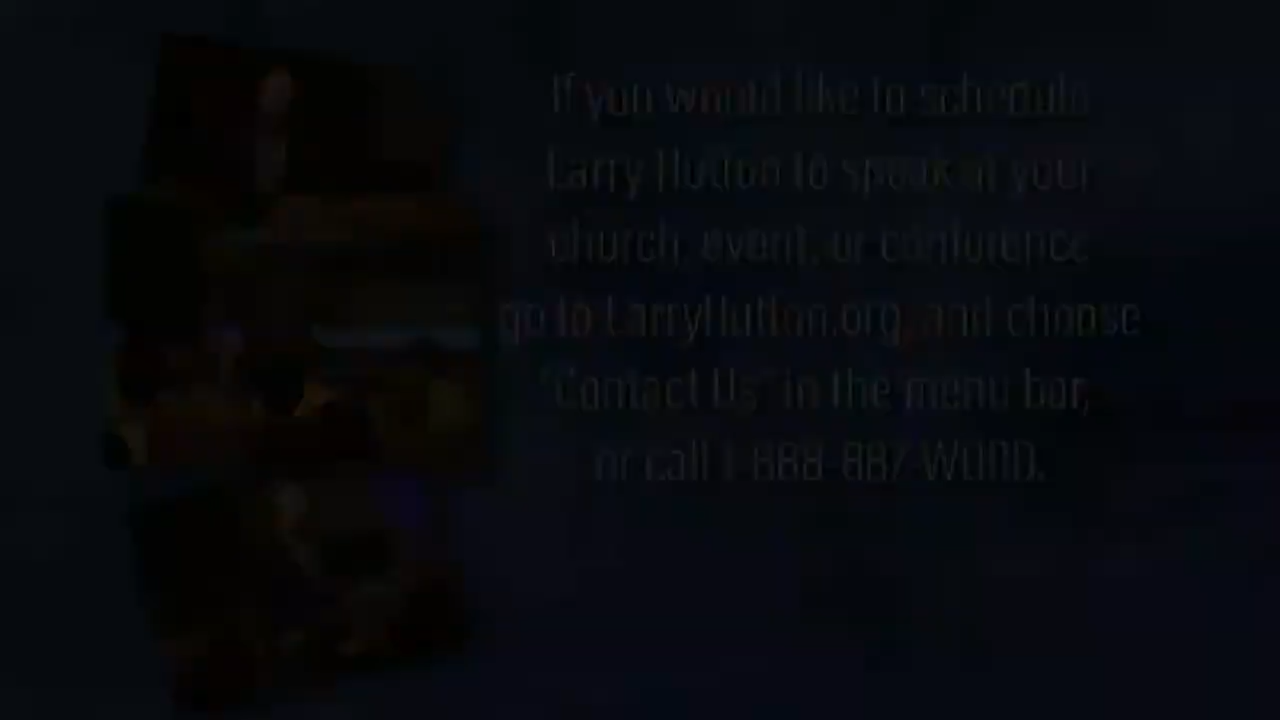 If you would like to schedule
Larry Hutton to speak at your
church, event, or conference
go to LarryHutton.org, and choose
"Contact Us" in the menu bar,
or call 1-888-887-WORD.